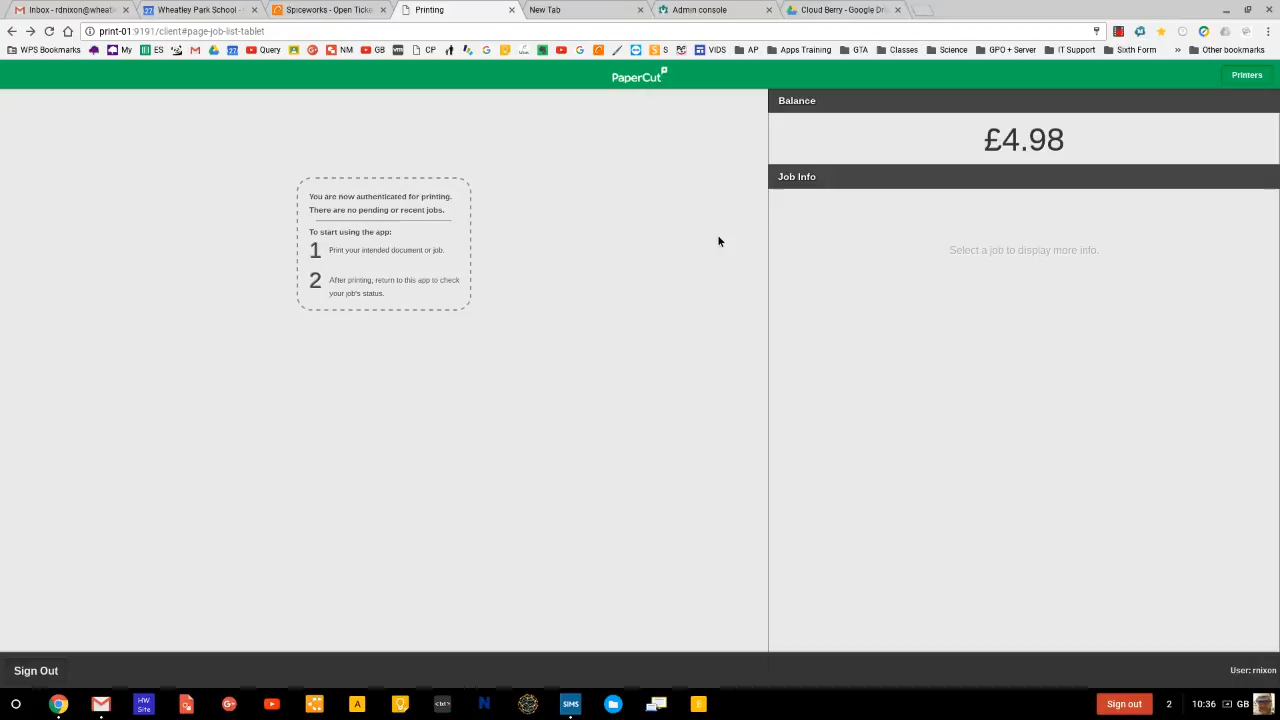 Inbox - rdnixon@wheatl
Wheatley Park School -
Spiceworks - Open Ticke
Printing
New Tab
Admin console
Cloud Berry - Google Dri
print-01:9191/client#page-job-list-tablet
WPS Bookmarks My ES Query NM GB CP S VIDS AP Apps Training GTA Classes Science GPO + Server IT Support Sixth Form » Other bookmarks
PaperCut
Printers
Balance
£4.98
Job Info
Select a job to display more info.
You are now authenticated for printing.
There are no pending or recent jobs.
To start using the app:
1 Print your intended document or job.
2 After printing, return to this app to check
your job's status.
Sign Out
User: rnixon
HW
Site
A
<txt>
N
SIMS
Sign out
2
10:36
GB